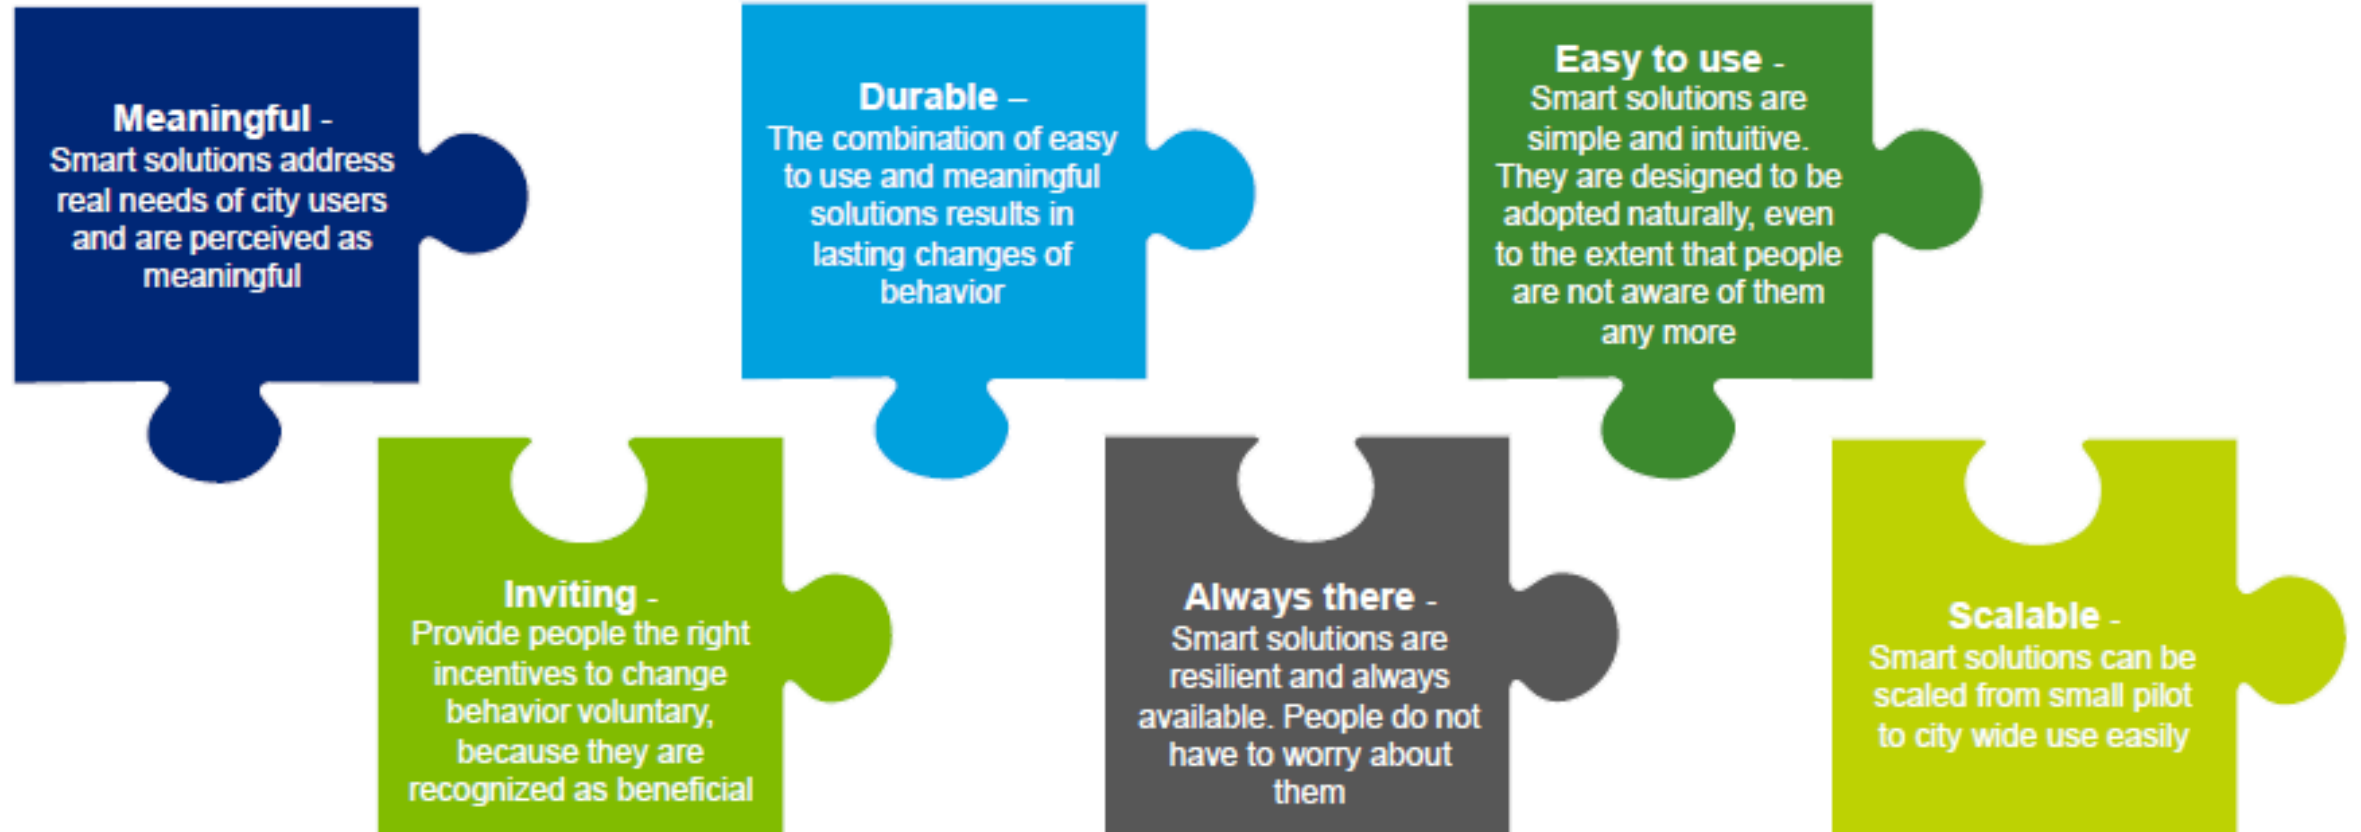 Meaningful -
Smart solutions address
real needs of city users
and are perceived as
meaningful
Durable –
The combination of easy
to use and meaningful
solutions results in
lasting changes of
behavior
Easy to use -
Smart solutions are
simple and intuitive.
They are designed to be
adopted naturally, even
to the extent that people
are not aware of them
any more
Inviting -
Provide people the right
incentives to change
behavior voluntary,
because they are
recognized as beneficial
Always there -
Smart solutions are
resilient and always
available. People do not
have to worry about
them
Scalable -
Smart solutions can be
scaled from small pilot
to city wide use easily